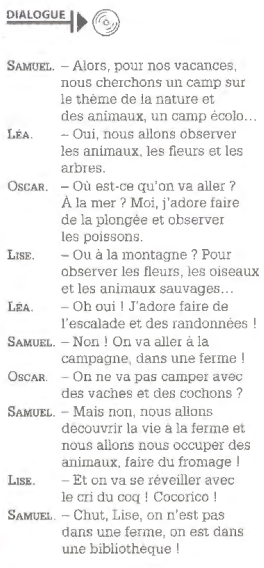 DIALOGUE
SAMUEL. – Alors, pour nos vacances,
nous cherchons un camp sur
le thème de la nature et
des animaux, un camp écolo...
LÉA. – Oui, nous allons observer
les animaux, les fleurs et les
arbres.
OSCAR. – Où est-ce qu'on va aller ?
À la mer ? Moi, j'adore faire
de la plongée et observer
les poissons.
LISE. – Ou à la montagne ? Pour
observer les fleurs, les oiseaux
et les animaux sauvages...
LÉA. – Oh oui ! J'adore faire de
l'escalade et des randonnées !
SAMUEL. – Non ! On va aller à la
campagne, dans une ferme !
OSCAR. – On ne va pas camper avec
des vaches et des cochons ?
SAMUEL. – Mais non, nous allons
découvrir la vie à la ferme et
nous allons nous occuper des
animaux, faire du fromage !
LISE. – Et on va se réveiller avec
le cri du coq ! Cocorico !
SAMUEL. – Chut, Lise, on n'est pas
dans une ferme, on est dans
une bibliothèque !